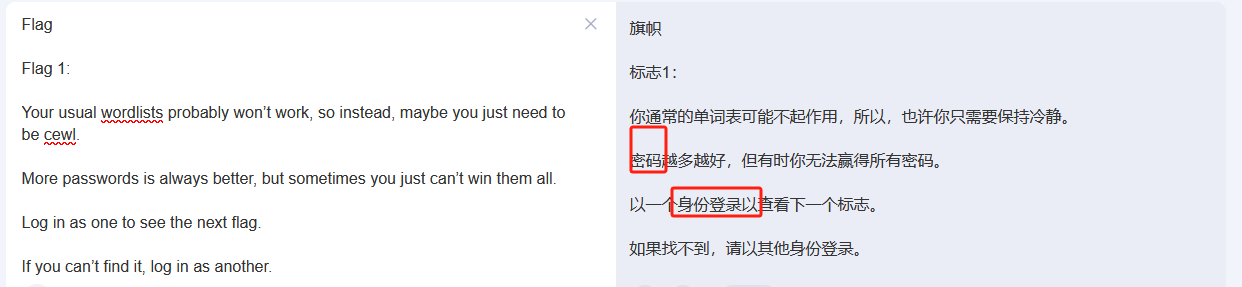 Flag
Flag 1:
Your usual wordlists probably won’t work, so instead, maybe you just need to
be cewl.
More passwords is always better, but sometimes you just can’t win them all.
Log in as one to see the next flag.
If you can’t find it, log in as another.
旗帜
标志1：
你通常的单词表可能不起作用，所以，也许你只需要保持冷静。
密码越多越好，但有时你无法赢得所有密码。
以一个身份登录以查看下一个标志。
如果找不到，请以其他身份登录。